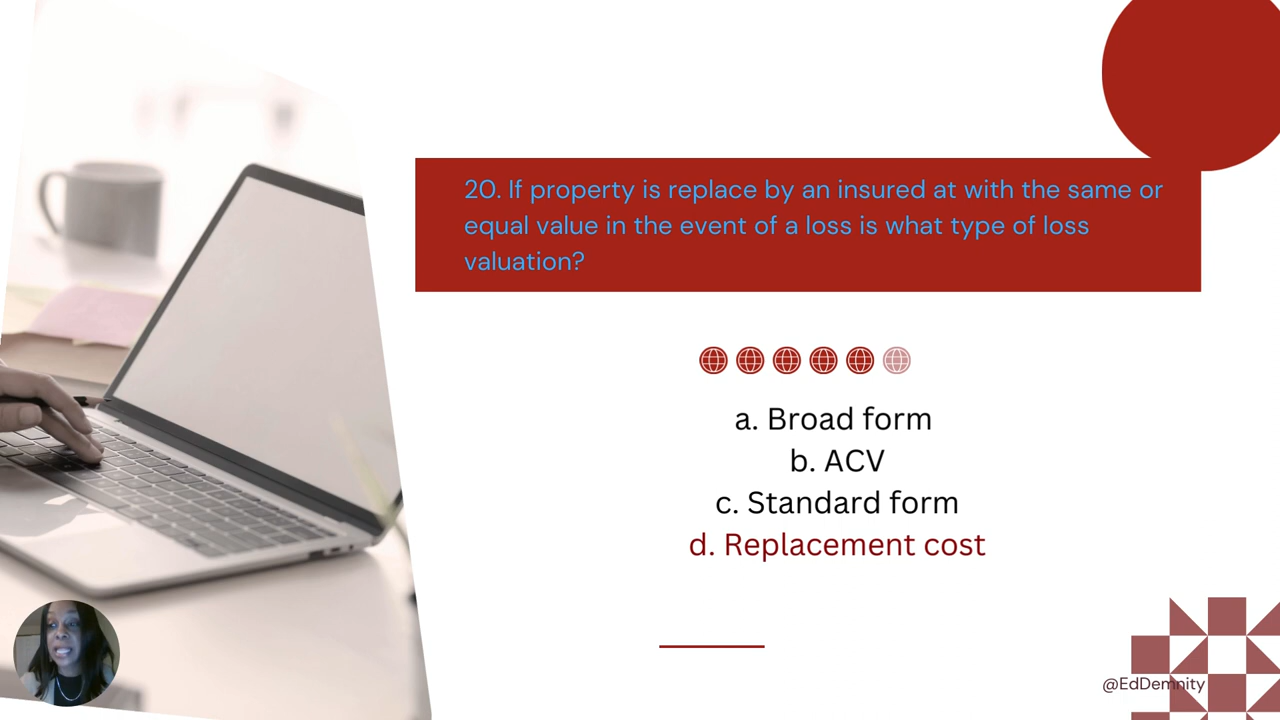 20. If property is replace by an insured at with the same or
equal value in the event of a loss is what type of loss
valuation?
a. Broad form
b. ACV
c. Standard form
d. Replacement cost
@EdDemnity